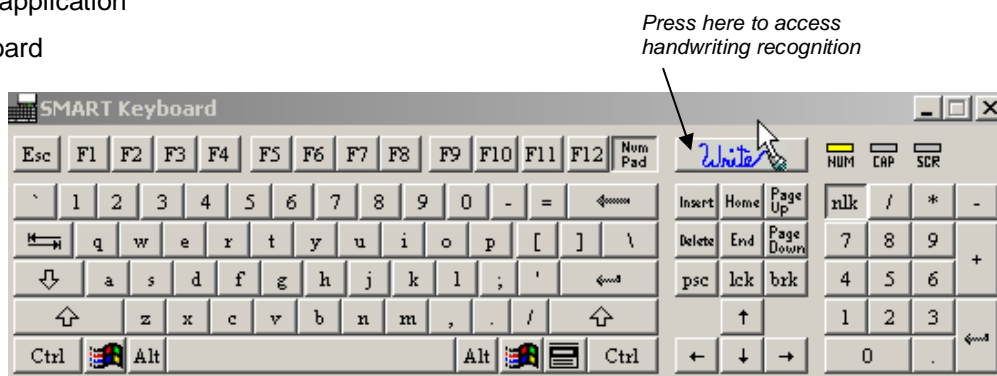 application
board
Press here to access
handwriting recognition
SMART Keyboard
Esc F1 F2 F3 F4 F5 F6 F7 F8 F9 F10 F11 F12 Num Pad Write NUM CAP SCR
` 1 2 3 4 5 6 7 8 9 0 - = Insert Home Page Up nlk / * -
q w e r t y u i o p [ ] \ Delete End Page Down 7 8 9 +
a s d f g h j k l ; ' psc lck brk 4 5 6
z x c v b n m , . / ↑ 1 2 3
Ctrl Alt Alt Ctrl ← ↓ → 0 .